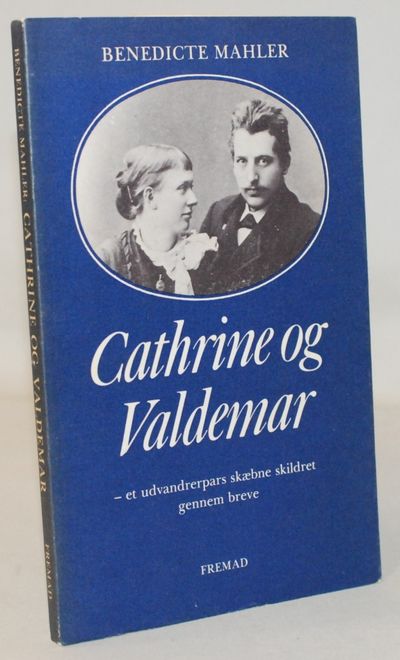 BENEDICTE MAHLER
Cathrine og
Valdemar
– et udvandrerpars skæbne skildret
gennem breve
FREMAD
BENEDICTE MAHLER: CATHRINE OG VALDEMAR
FREMAD